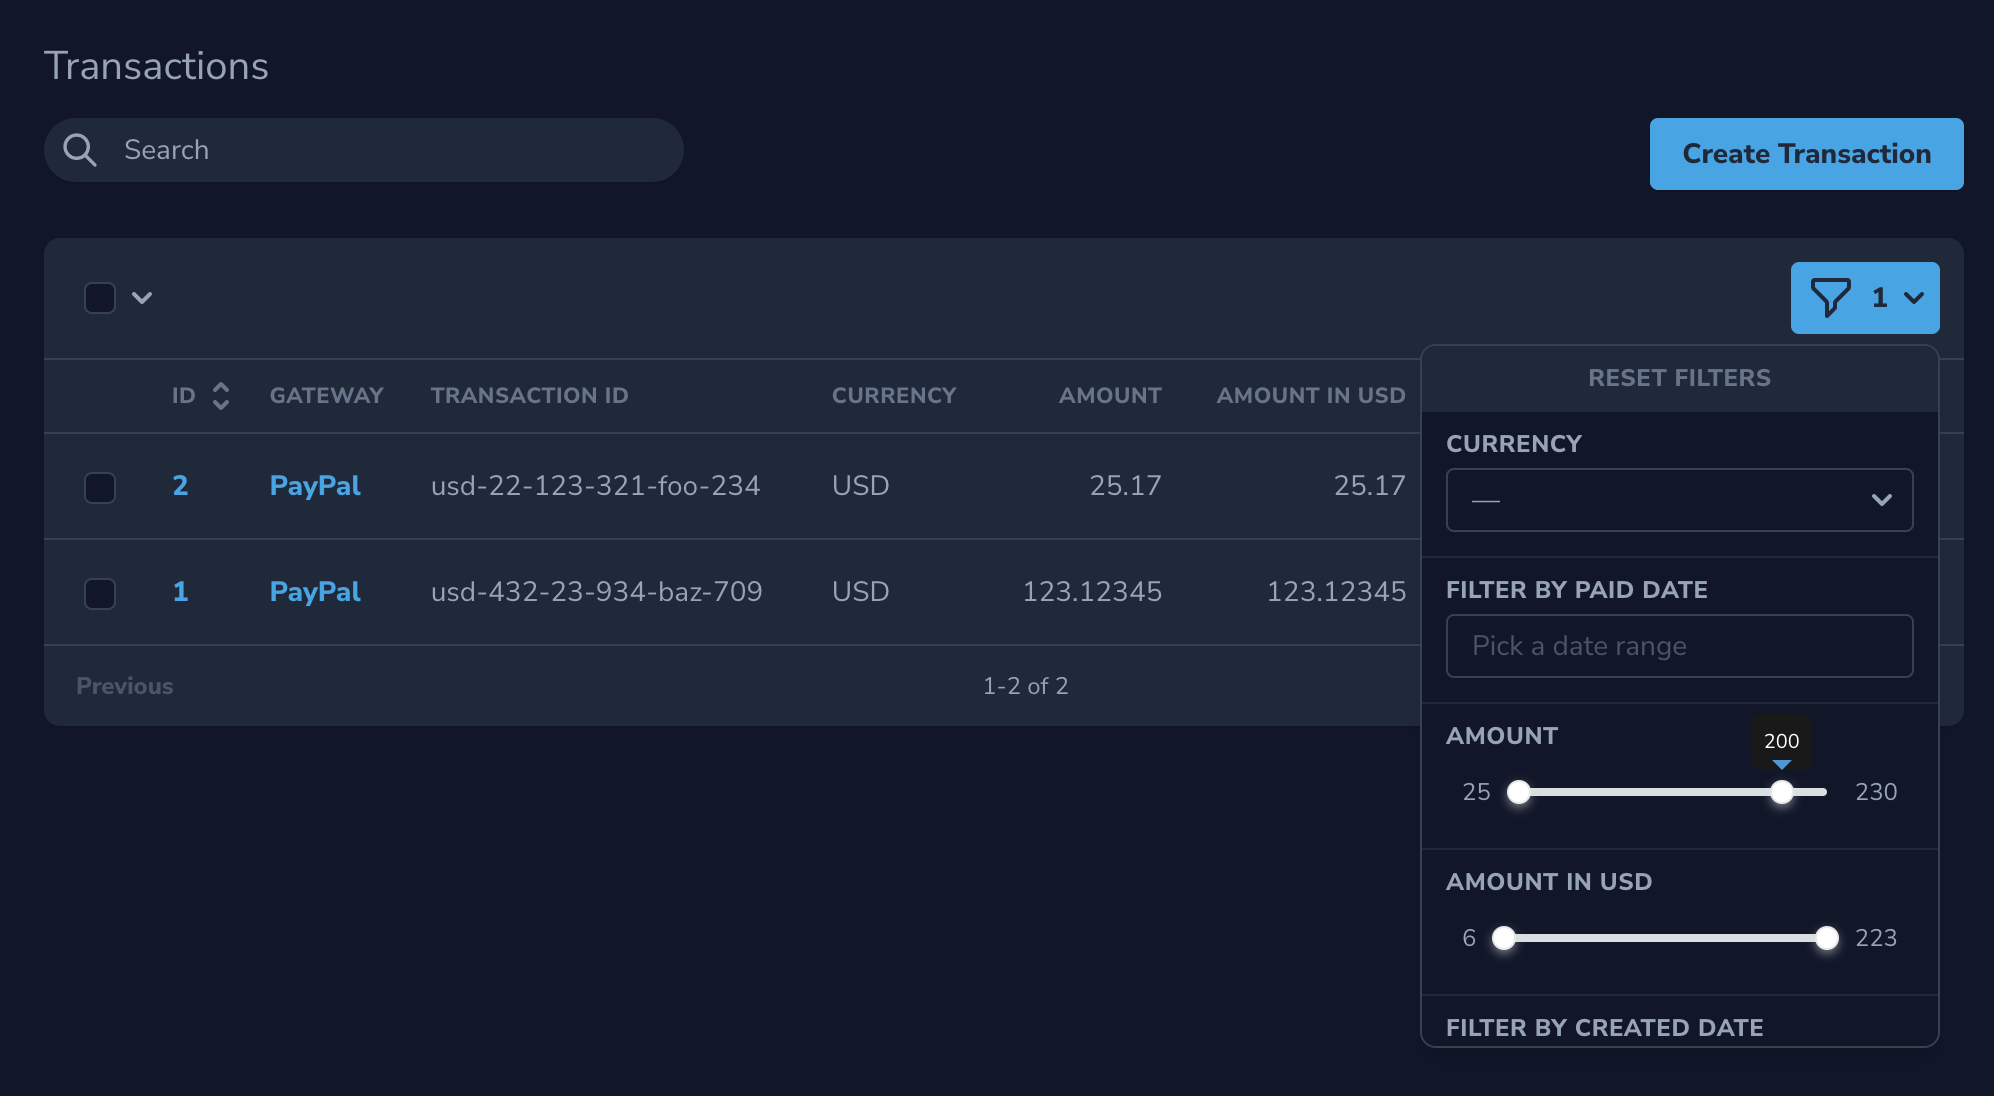 Transactions
Search
Create Transaction
1
ID GATEWAY TRANSACTION ID CURRENCY AMOUNT AMOUNT IN USD
2 PayPal usd-22-123-321-foo-234 USD 25.17 25.17
1 PayPal usd-432-23-934-baz-709 USD 123.12345 123.12345
Previous 1-2 of 2
RESET FILTERS
CURRENCY
—
FILTER BY PAID DATE
Pick a date range
AMOUNT
200
25 230
AMOUNT IN USD
6 223
FILTER BY CREATED DATE